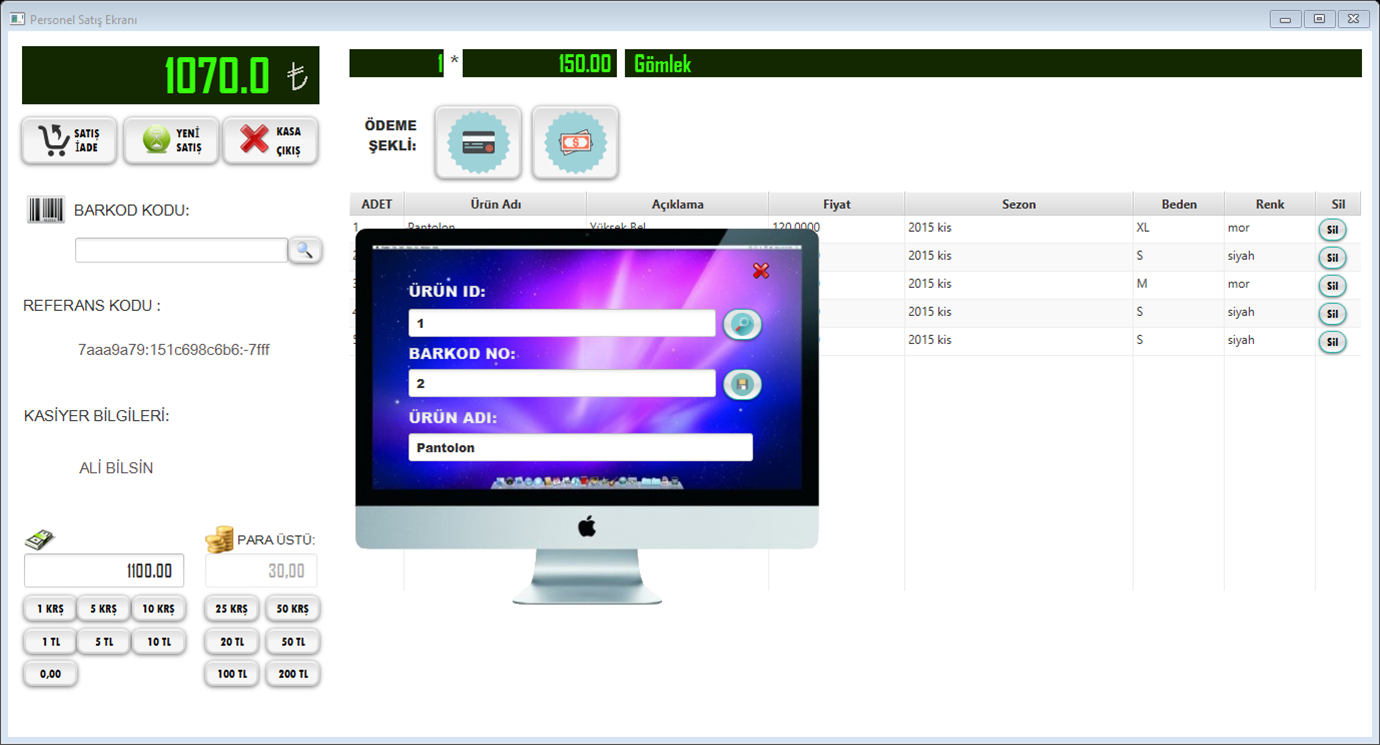 Personel Satış Ekranı
1070.0 ₺
1 * 150.00 Gömlek
SATIŞ İADE
YENİ SATIŞ
KASA ÇIKIŞ
ÖDEME ŞEKLİ:
BARKOD KODU:
REFERANS KODU :
7aaa9a79:151c698c6b6:-7fff
KASİYER BİLGİLERİ:
ALİ BİLSİN
PARA ÜSTÜ:
1100.00 30,00
1 KRŞ 5 KRŞ 10 KRŞ 25 KRŞ 50 KRŞ
1 TL 5 TL 10 TL 20 TL 50 TL
0,00 100 TL 200 TL
ADET Ürün Adı Açıklama Fiyat Sezon Beden Renk Sil
1 Pantolon Yüksek Bel 120.0000 2015 kis XL mor Sil
2015 kis S siyah Sil
2015 kis M mor Sil
2015 kis S siyah Sil
2015 kis S siyah Sil
ÜRÜN ID:
1
BARKOD NO:
2
ÜRÜN ADI:
Pantolon